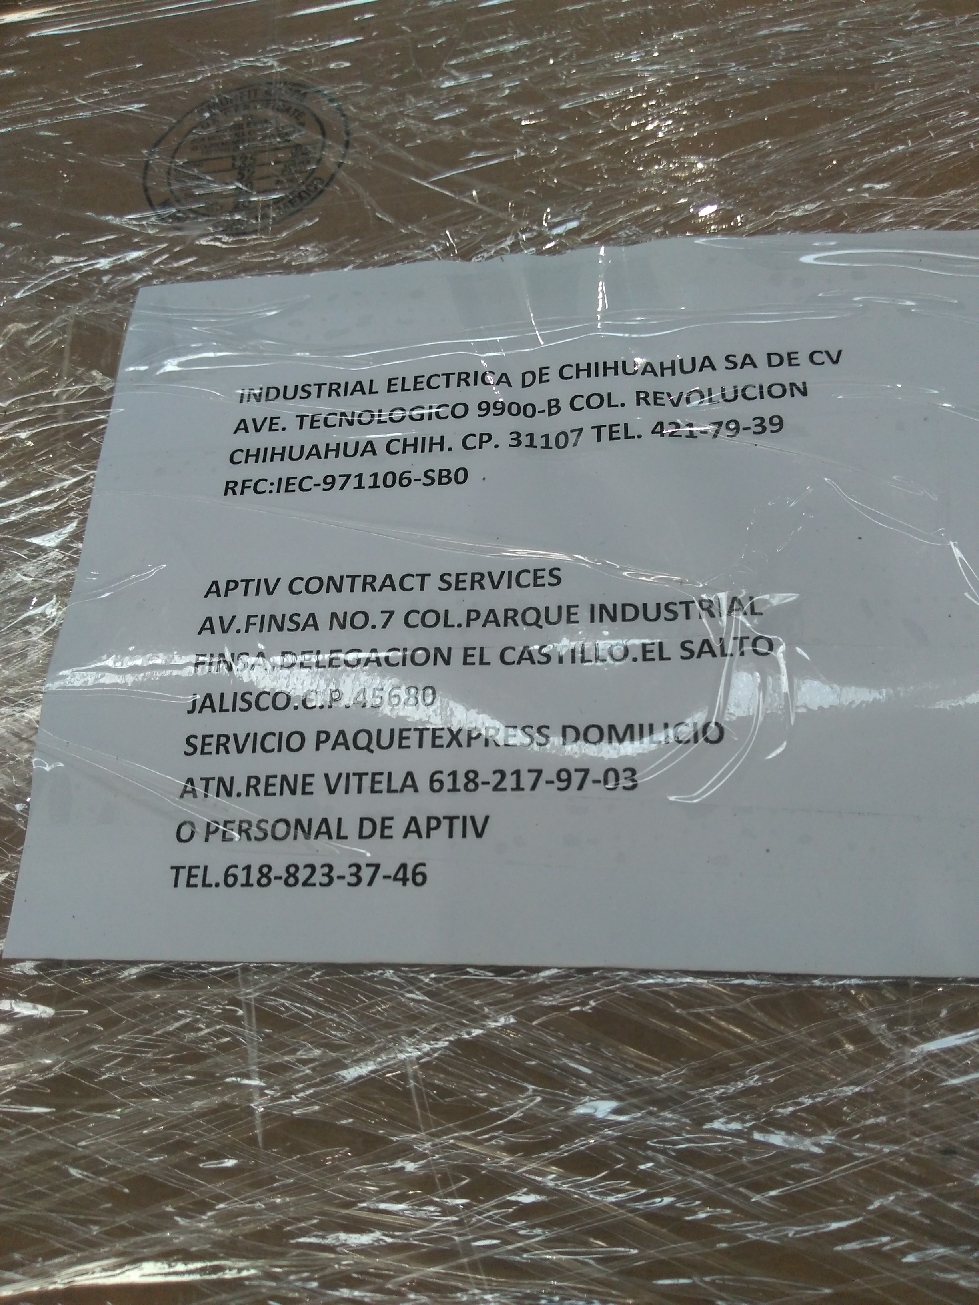 INDUSTRIAL ELECTRICA DE CHIHUAHUA SA DE CV
AVE. TECNOLOGICO 9900-B COL. REVOLUCION
CHIHUAHUA CHIH. CP. 31107 TEL. 421-79-39
RFC:IEC-971106-SB0
APTIV CONTRACT SERVICES
AV.FINSA NO.7 COL.PARQUE INDUSTRIAL
FINSA.DELEGACION EL CASTILLO.EL SALTO
JALISCO.C.P.45680
SERVICIO PAQUETEXPRESS DOMILICIO
ATN.RENE VITELA 618-217-97-03
O PERSONAL DE APTIV
TEL.618-823-37-46